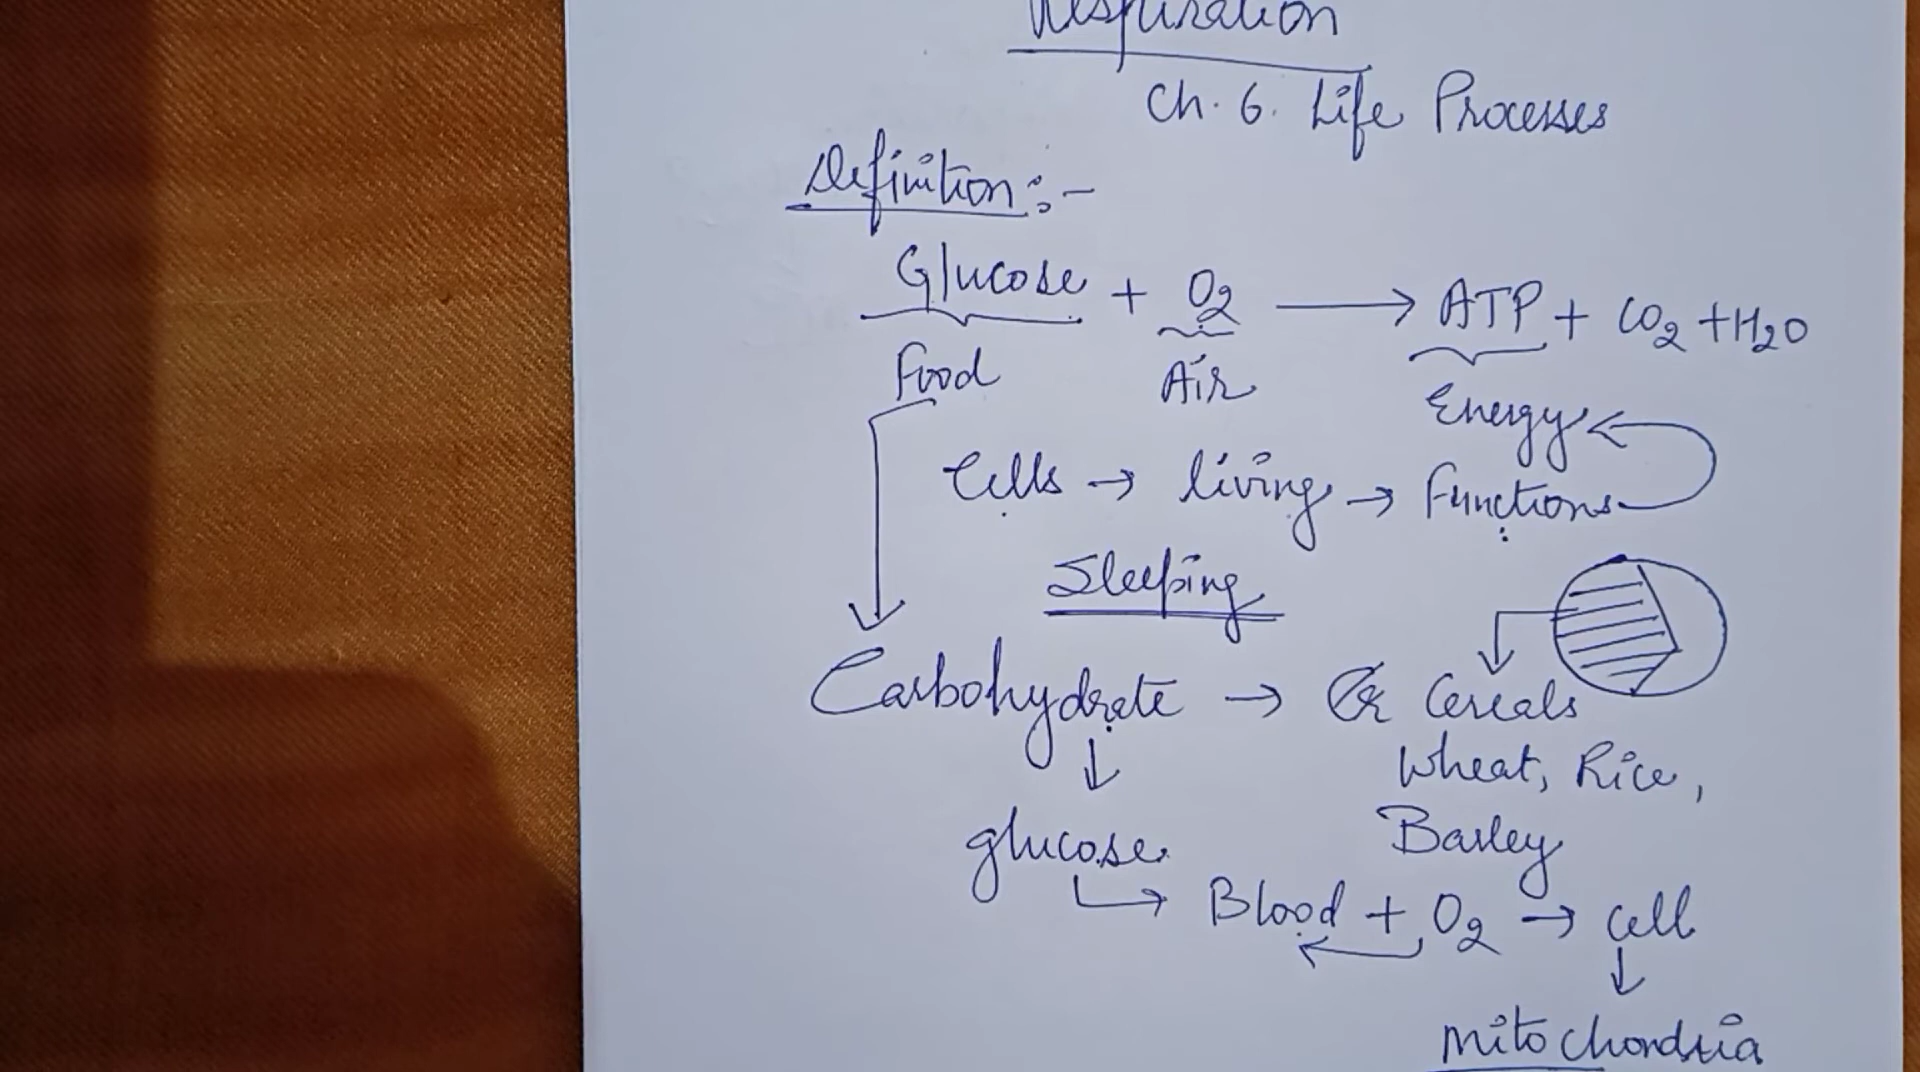 Respiration
Ch. 6. Life Processes
Definition :-
Glucose + O2 → ATP + CO2 + H2O
Food Air Energy
Cells → living → Functions
Sleeping
Carbohydrate → Cereals
Wheat, Rice,
Barley
glucose
Blood + O2 → cell
mitochondria